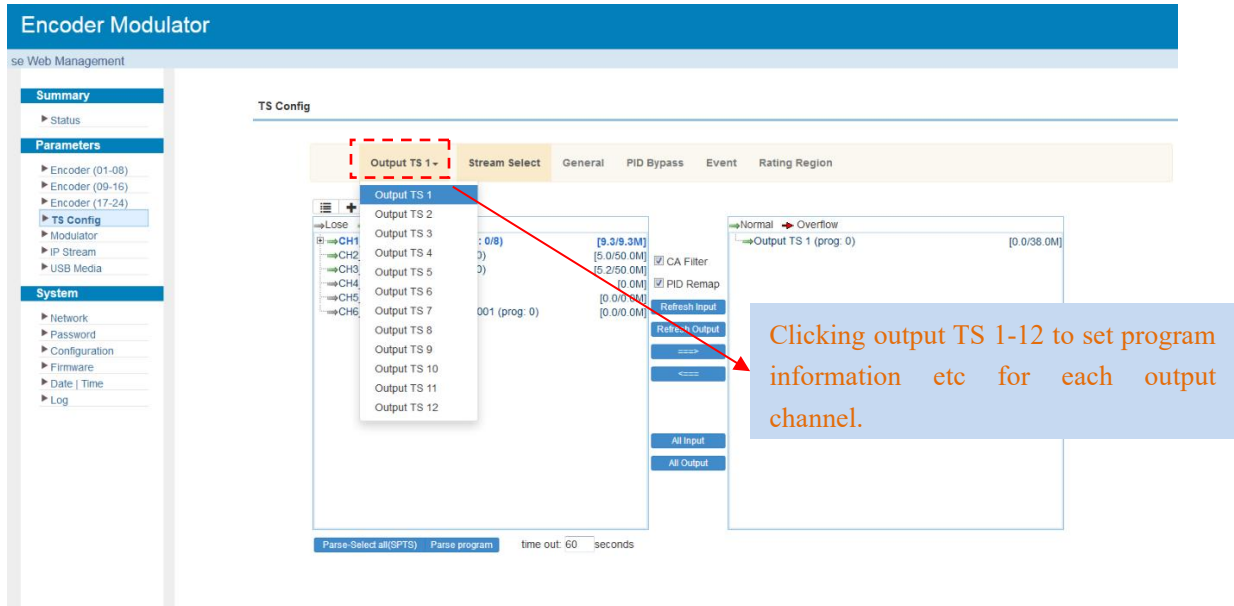 Encoder Modulator
se Web Management
Summary
Status
Parameters
Encoder (01-08)
Encoder (09-16)
Encoder (17-24)
TS Config
Modulator
IP Stream
USB Media
System
Network
Password
Configuration
Firmware
Date | Time
Log
TS Config
Output TS 1 Stream Select General PID Bypass Event Rating Region
Output TS 1
Output TS 2
Output TS 3
Output TS 4
Output TS 5
Output TS 6
Output TS 7
Output TS 8
Output TS 9
Output TS 10
Output TS 11
Output TS 12
Lose
CH1 : 0/8) [9.3/9.3M]
CH2 0) [5.0/50.0M]
CH3 0) [5.2/50.0M]
CH4 [0.0M]
CH5 [0.0/0.0M]
CH6 001 (prog: 0) [0.0/0.0M]
CA Filter
PID Remap
Refresh Input
Refresh Output
===>
<===
All Input
All Output
Normal Overflow
Output TS 1 (prog: 0) [0.0/38.0M]
Clicking output TS 1-12 to set program
information etc for each output
channel.
Parse-Select all(SPTS) Parse program time out: 60 seconds